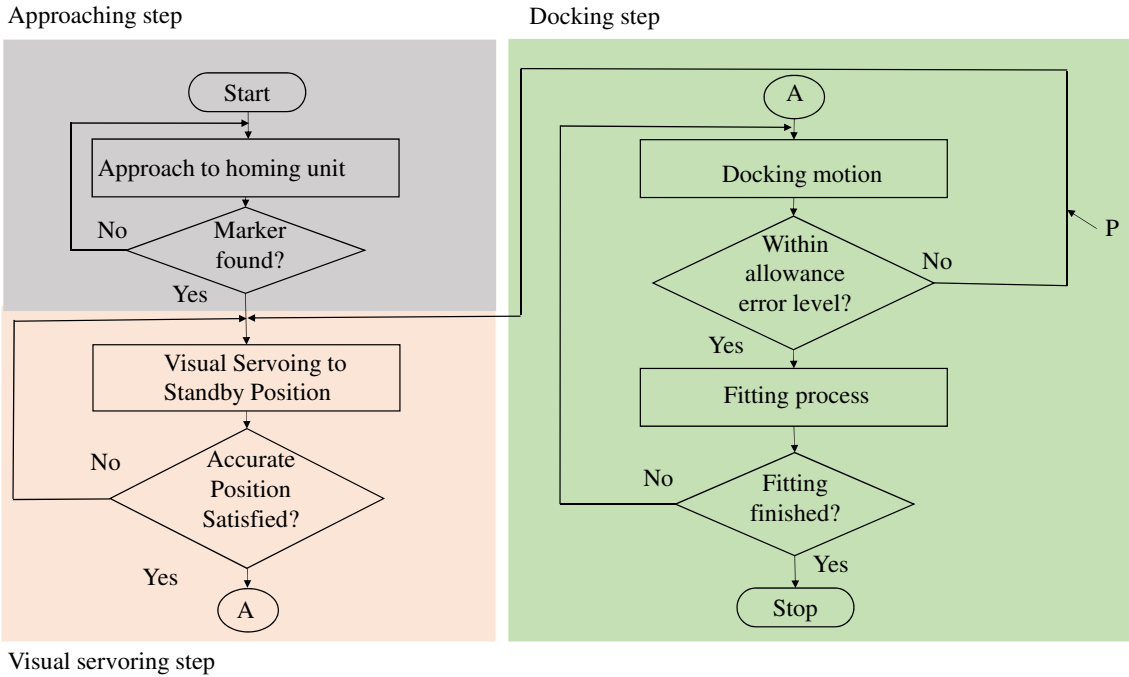 Approaching step
Start
Approach to homing unit
No
Marker
found?
Yes
Visual Servoing to
Standby Position
No
Accurate
Position
Satisfied?
Yes
A
Visual servoring step
Docking step
A
Docking motion
P
Within
allowance
error level?
No
Yes
Fitting process
No
Fitting
finished?
Yes
Stop